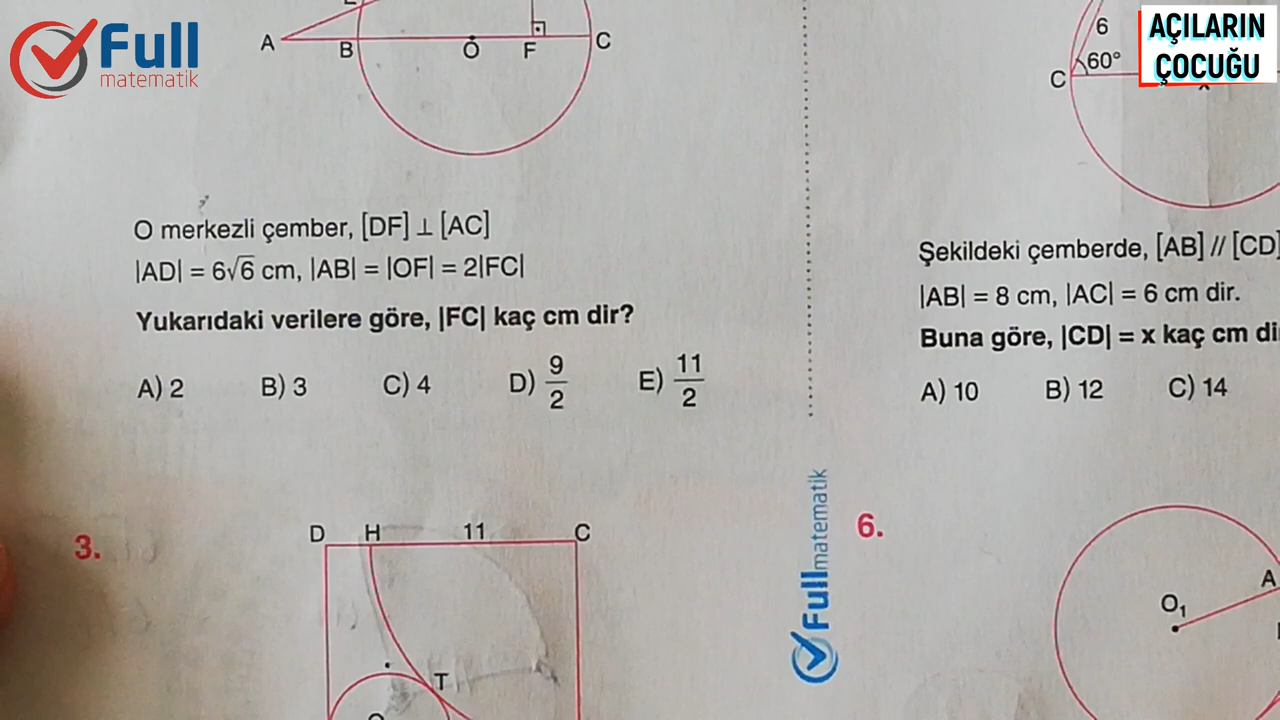 Full
matematik
AÇILARIN
ÇOCUĞU
A
B
O
F
C
O merkezli çember, [DF] ⊥ [AC]
|AD| = 6√6 cm, |AB| = |OF| = 2|FC|
Yukarıdaki verilere göre, |FC| kaç cm dir?
A) 2 B) 3 C) 4 D) 9/2 E) 11/2
3.
D H 11 C
T
6
60°
C
Şekildeki çemberde, [AB] // [CD]
|AB| = 8 cm, |AC| = 6 cm dir.
Buna göre, |CD| = x kaç cm di
A) 10 B) 12 C) 14
Fullmatematik
6.
A
O₁